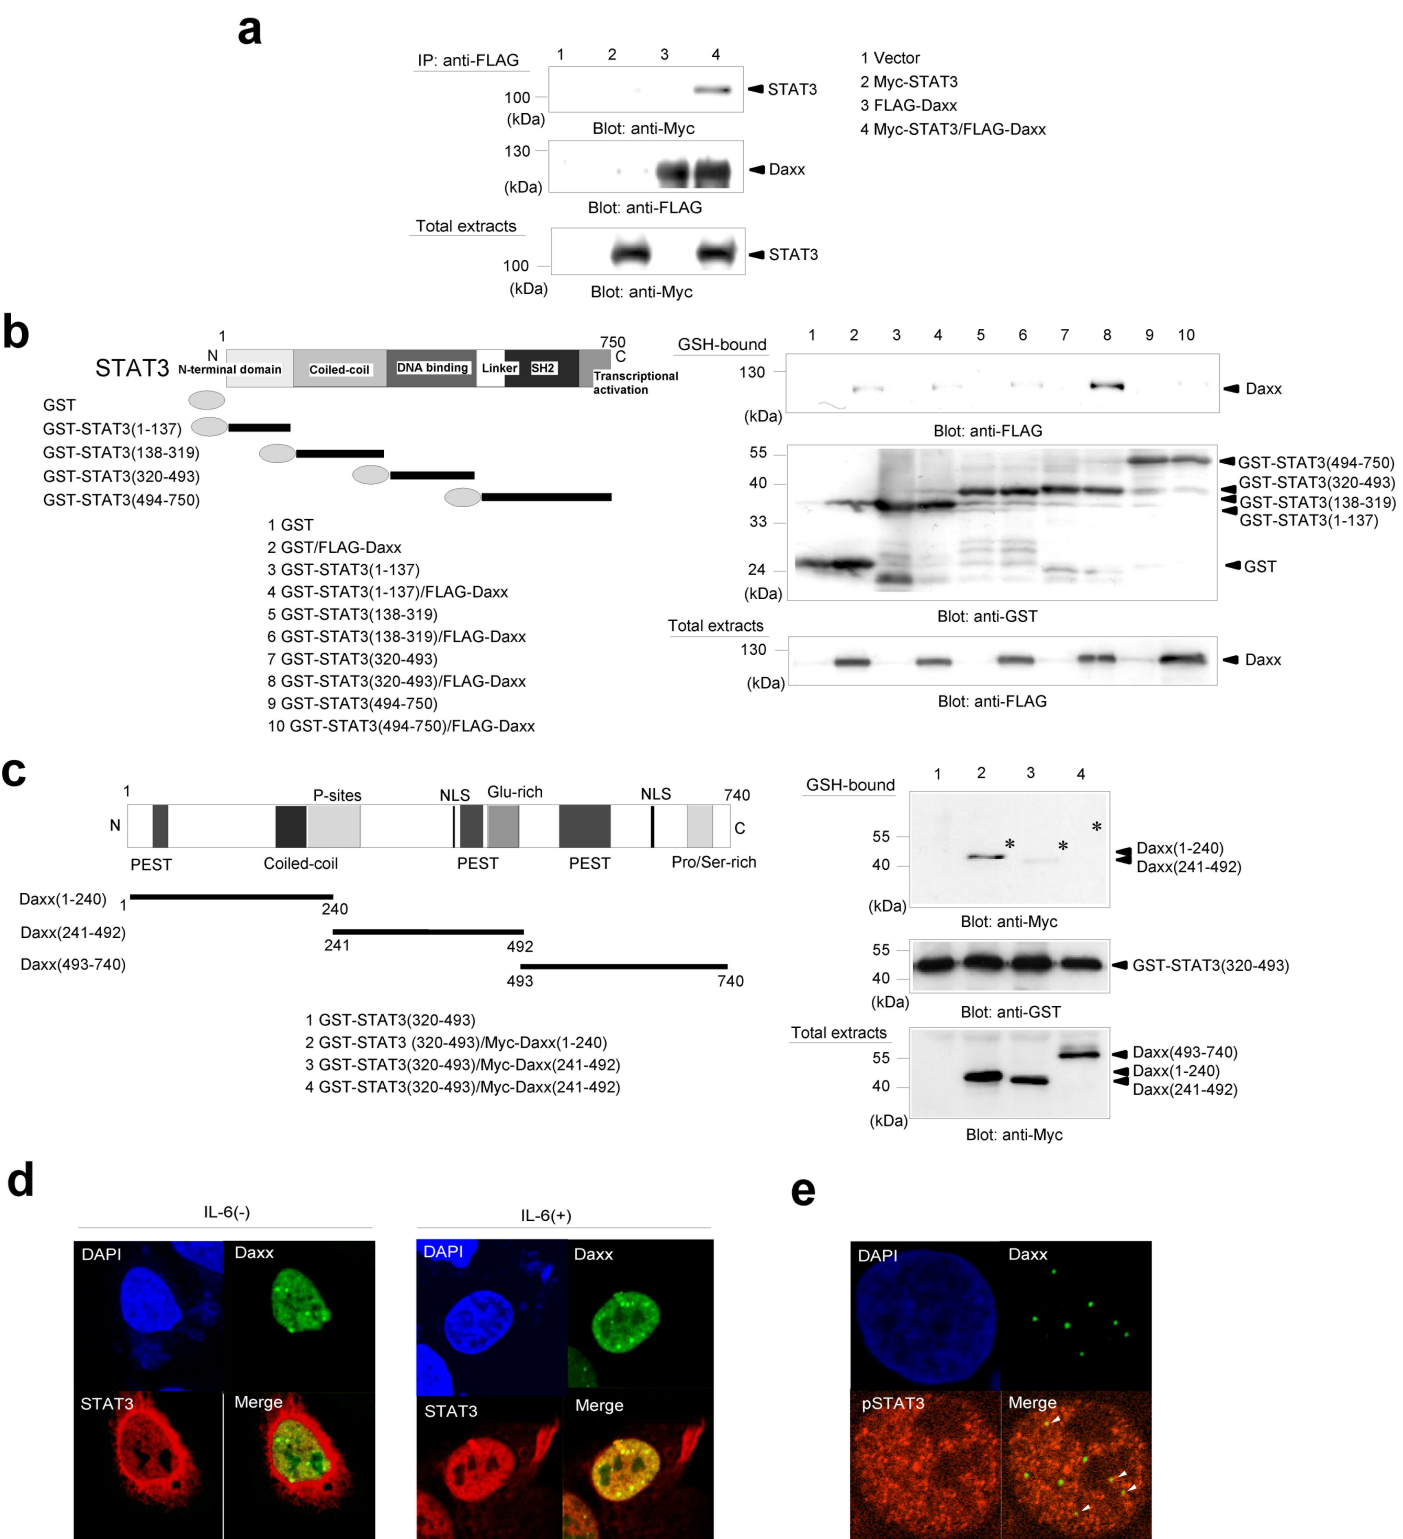 a
IP: anti-FLAG
1 2 3 4
100
(kDa)
STAT3
Blot: anti-Myc
130
(kDa)
Daxx
Blot: anti-FLAG
Total extracts
100
(kDa)
STAT3
Blot: anti-Myc
1 Vector
2 Myc-STAT3
3 FLAG-Daxx
4 Myc-STAT3/FLAG-Daxx
b
1 750
STAT3
N C
N-terminal domain Coiled-coil DNA binding Linker SH2 Transcriptional
activation
GST
GST-STAT3(1-137)
GST-STAT3(138-319)
GST-STAT3(320-493)
GST-STAT3(494-750)
1 GST
2 GST/FLAG-Daxx
3 GST-STAT3(1-137)
4 GST-STAT3(1-137)/FLAG-Daxx
5 GST-STAT3(138-319)
6 GST-STAT3(138-319)/FLAG-Daxx
7 GST-STAT3(320-493)
8 GST-STAT3(320-493)/FLAG-Daxx
9 GST-STAT3(494-750)
10 GST-STAT3(494-750)/FLAG-Daxx
GSH-bound
1 2 3 4 5 6 7 8 9 10
130
(kDa)
Daxx
Blot: anti-FLAG
55
40
33
24
(kDa)
GST-STAT3(494-750)
GST-STAT3(320-493)
GST-STAT3(138-319)
GST-STAT3(1-137)
GST
Blot: anti-GST
Total extracts
130
(kDa)
Daxx
Blot: anti-FLAG
c
1 P-sites NLS Glu-rich NLS 740
N C
PEST Coiled-coil PEST PEST Pro/Ser-rich
Daxx(1-240) 1 240
Daxx(241-492) 241 492
Daxx(493-740) 493 740
1 GST-STAT3(320-493)
2 GST-STAT3 (320-493)/Myc-Daxx(1-240)
3 GST-STAT3(320-493)/Myc-Daxx(241-492)
4 GST-STAT3(320-493)/Myc-Daxx(241-492)
GSH-bound
1 2 3 4
55
40
(kDa)
* * *
Daxx(1-240)
Daxx(241-492)
Blot: anti-Myc
55
40
(kDa)
GST-STAT3(320-493)
Blot: anti-GST
Total extracts
55
40
(kDa)
Daxx(493-740)
Daxx(1-240)
Daxx(241-492)
Blot: anti-Myc
d
IL-6(-)
DAPI Daxx
STAT3 Merge
IL-6(+)
DAPI Daxx
STAT3 Merge
e
DAPI Daxx
pSTAT3 Merge